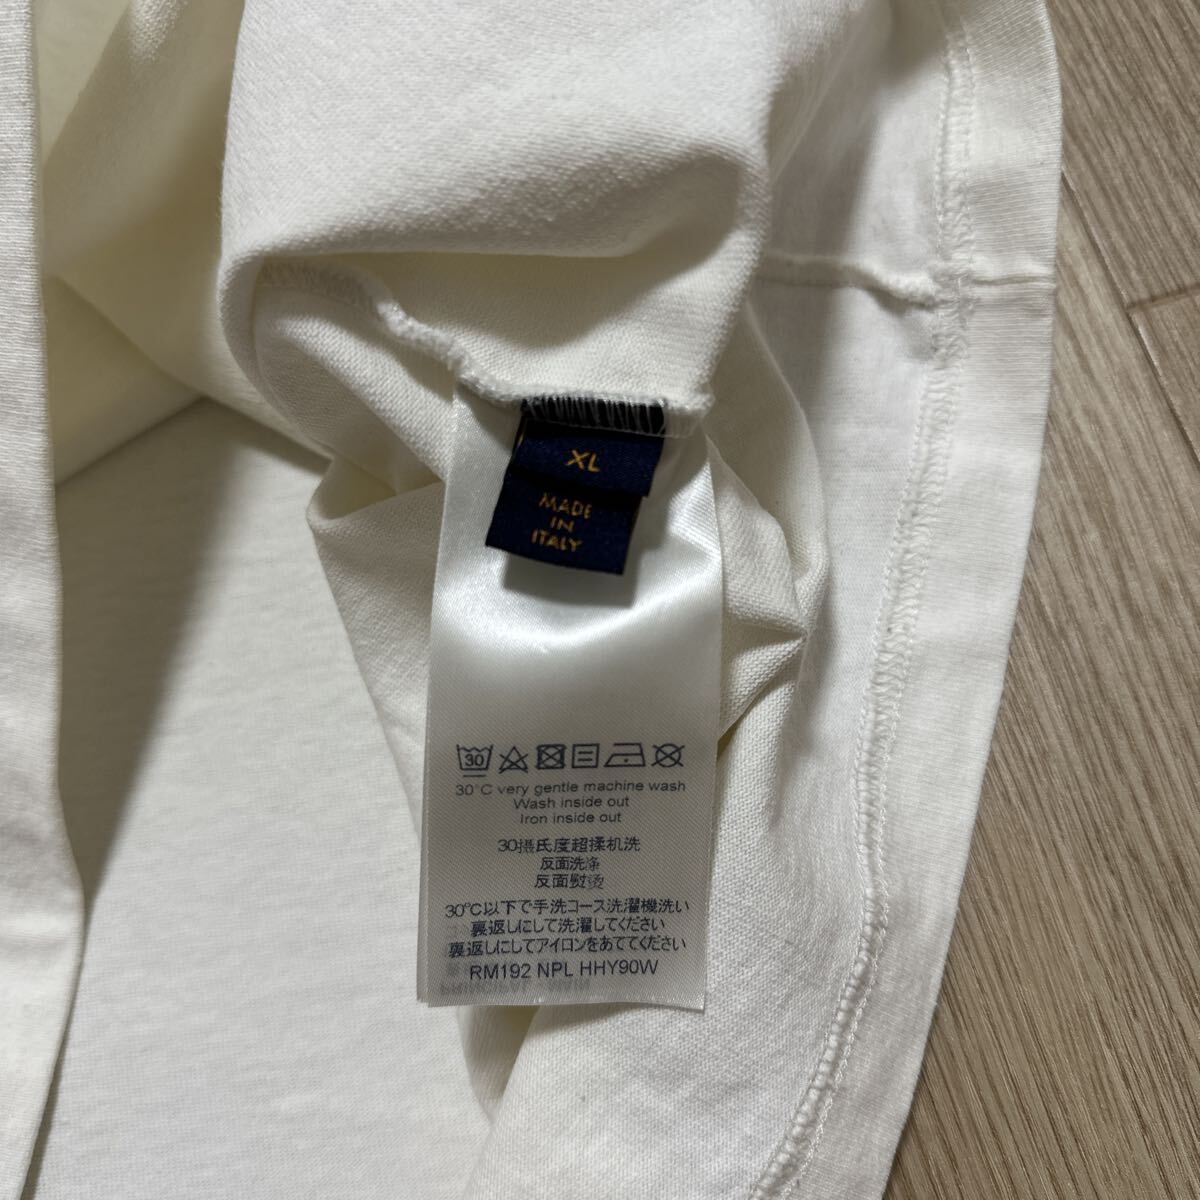 XL
MADE
IN
ITALY
30
30°C very gentle machine wash
Wash inside out
Iron inside out
30摄氏度超揉机洗
反面洗涤
反面熨烫
30℃以下で手洗コース洗濯機洗い
裏返しにして洗濯してください
裏返しにしてアイロンをあててください
RM192 NPL HHY90W